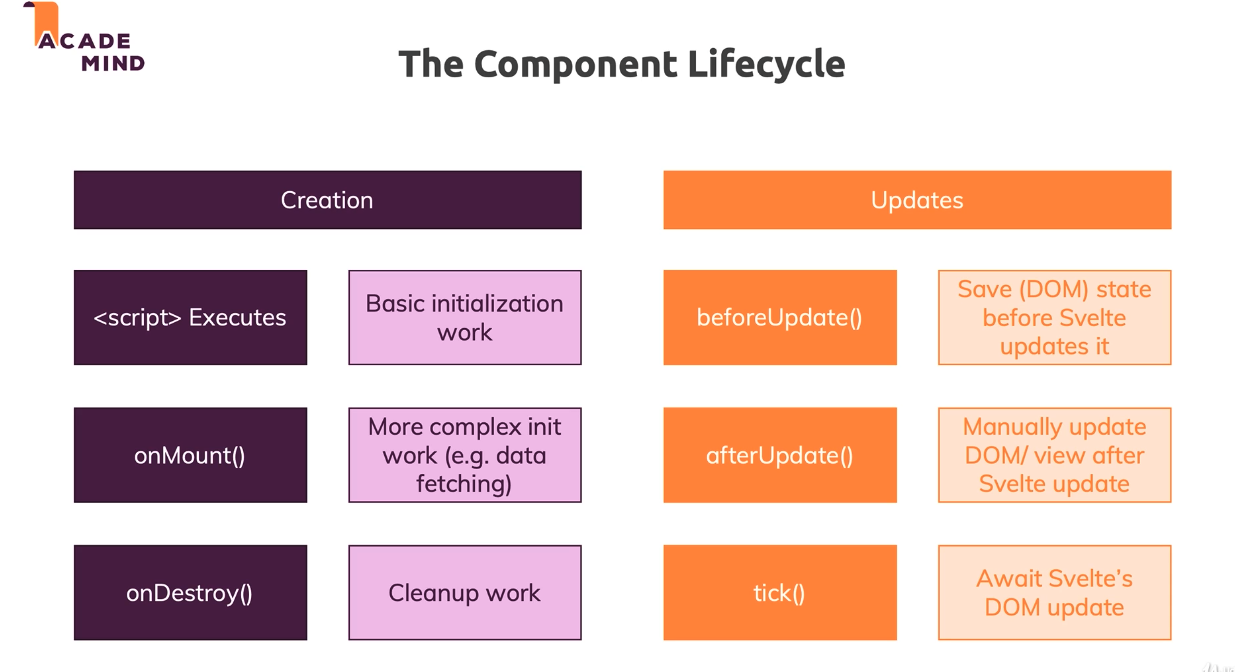 ACADE
MIND
The Component Lifecycle
Creation
<script> Executes
Basic initialization
work
onMount()
More complex init
work (e.g. data
fetching)
onDestroy()
Cleanup work
Updates
beforeUpdate()
Save (DOM) state
before Svelte
updates it
afterUpdate()
Manually update
DOM/ view after
Svelte update
tick()
Await Svelte's
DOM update